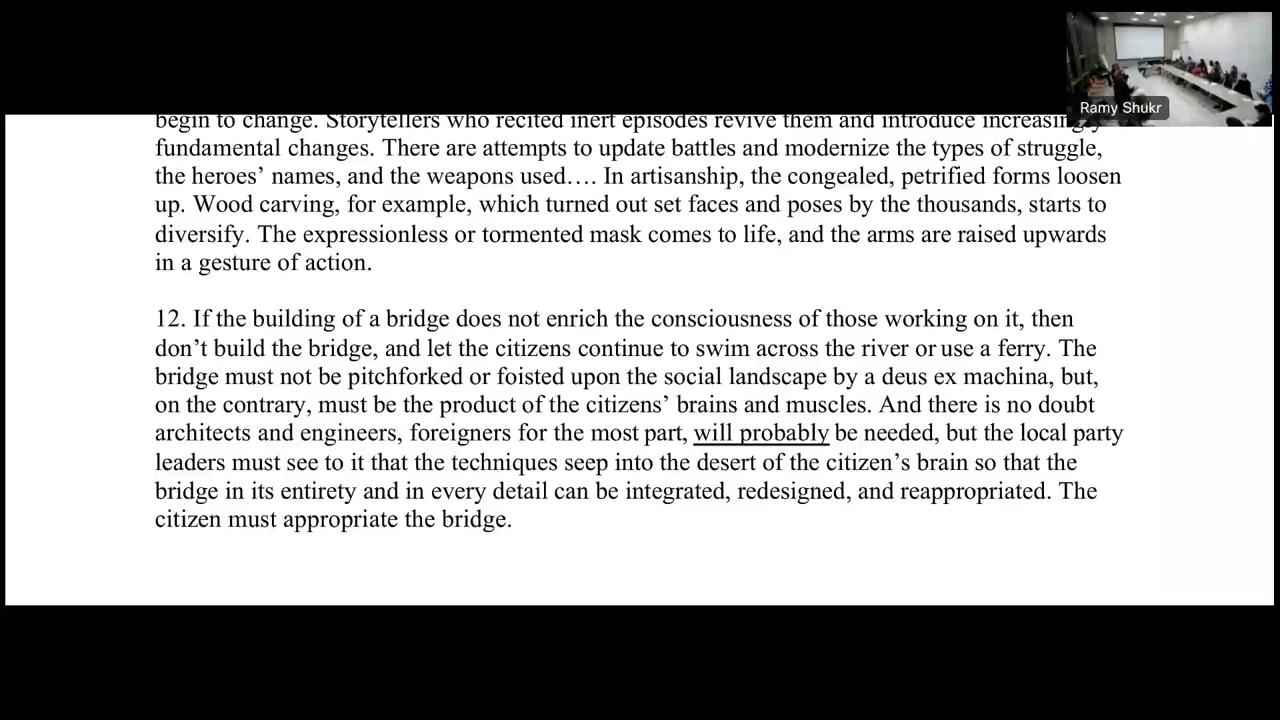 Ramy Shukr
begin to change. Storytellers who recited inert episodes revive them and introduce increasingly
fundamental changes. There are attempts to update battles and modernize the types of struggle,
the heroes’ names, and the weapons used…. In artisanship, the congealed, petrified forms loosen
up. Wood carving, for example, which turned out set faces and poses by the thousands, starts to
diversify. The expressionless or tormented mask comes to life, and the arms are raised upwards
in a gesture of action.
12. If the building of a bridge does not enrich the consciousness of those working on it, then
don’t build the bridge, and let the citizens continue to swim across the river or use a ferry. The
bridge must not be pitchforked or foisted upon the social landscape by a deus ex machina, but,
on the contrary, must be the product of the citizens’ brains and muscles. And there is no doubt
architects and engineers, foreigners for the most part, will probably be needed, but the local party
leaders must see to it that the techniques seep into the desert of the citizen’s brain so that the
bridge in its entirety and in every detail can be integrated, redesigned, and reappropriated. The
citizen must appropriate the bridge.